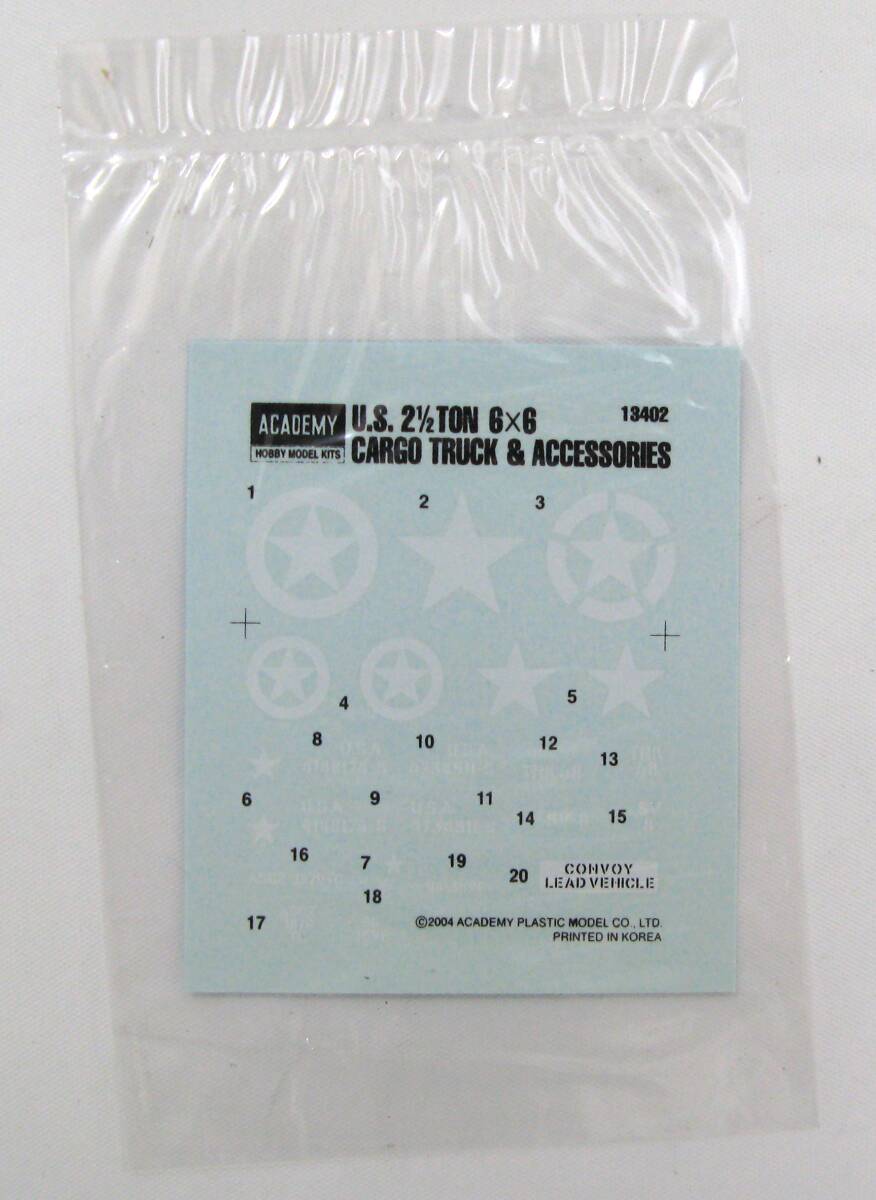 ACADEMY
HOBBY MODEL KITS
U.S. 2½ TON 6×6
13402
CARGO TRUCK & ACCESSORIES
1
2
3
4
5
8
10
12
13
6
9
11
14
15
16
7
19
20
CONVOY
LEAD VEHICLE
18
17
©2004 ACADEMY PLASTIC MODEL CO., LTD.
PRINTED IN KOREA